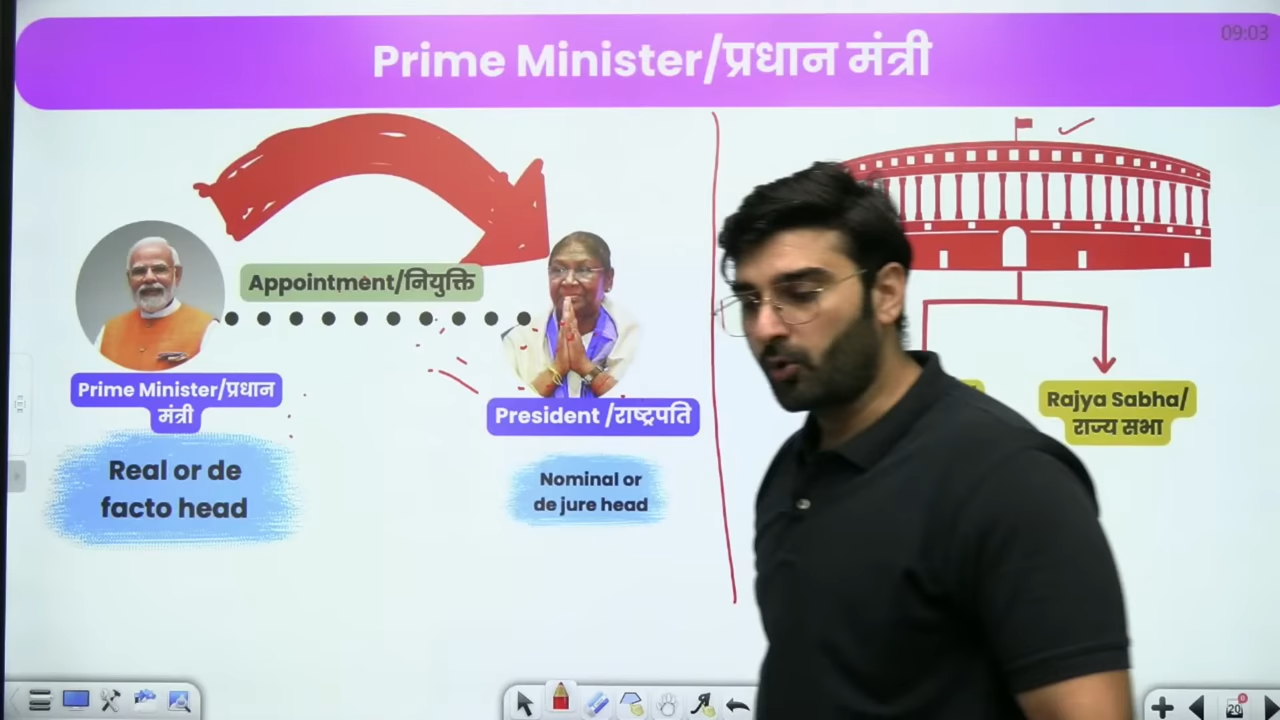 Prime Minister/प्रधान मंत्री
09:03
Appointment/नियुक्ति
Prime Minister/प्रधान
मंत्री
President /राष्ट्रपति
Real or de
facto head
Nominal or
de jure head
Rajya Sabha/
राज्य सभा
20